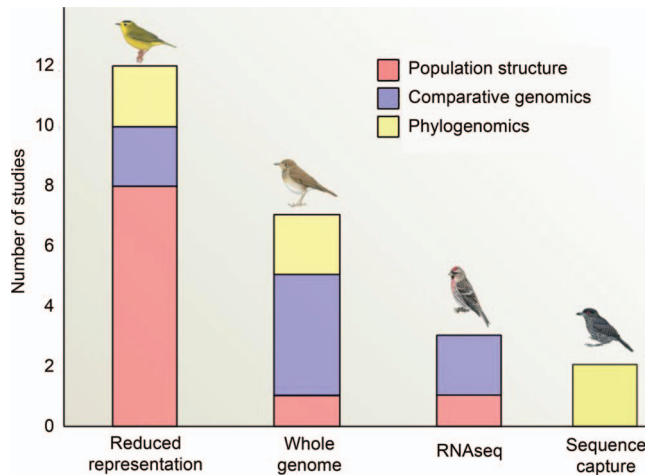 Number of studies
12
10
8
6
4
2
0
Population structure
Comparative genomics
Phylogenomics
Reduced
representation
Whole
genome
RNAseq
Sequence
capture